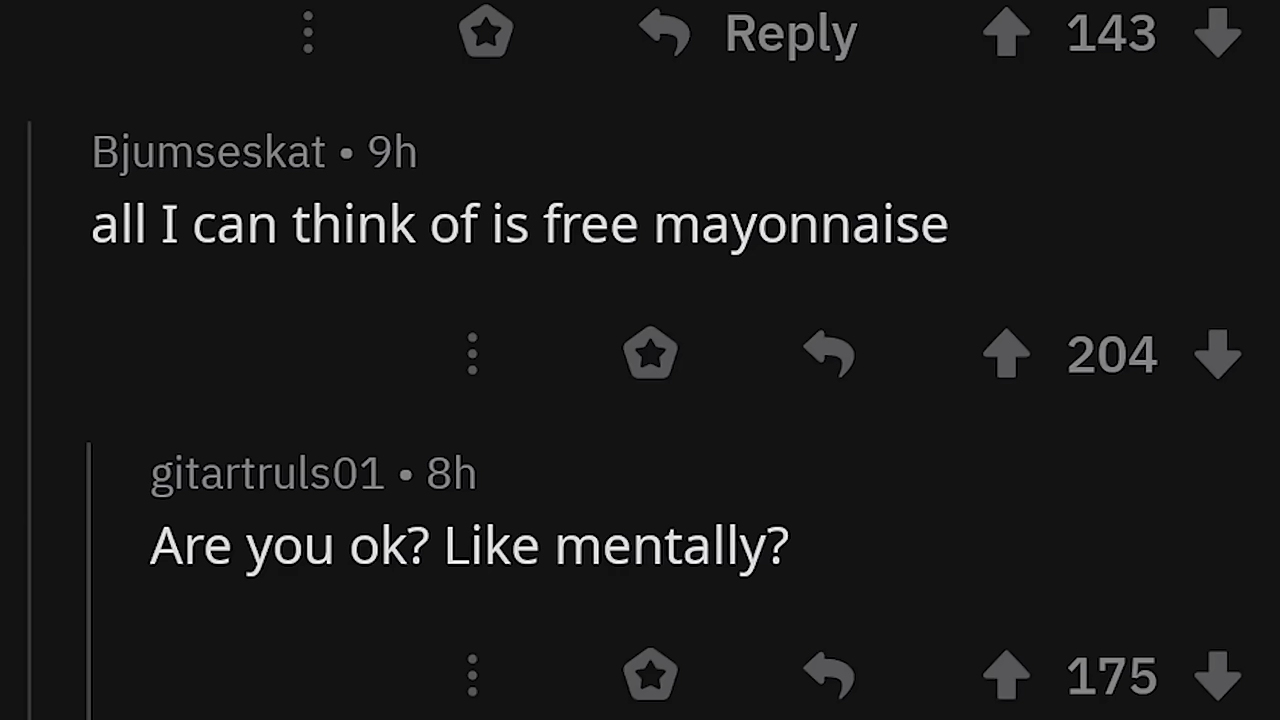 Reply 143
Bjumseskat • 9h
all I can think of is free mayonnaise
204
gitartruls01 • 8h
Are you ok? Like mentally?
175